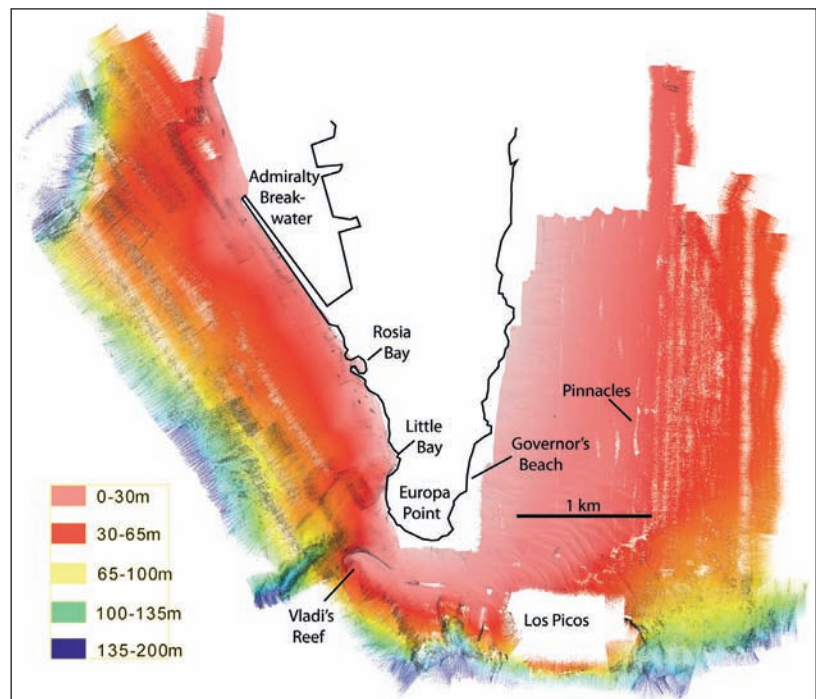 Admiralty
Break-
water
Rosia
Bay
Pinnacles
Little
Bay
Governor's
Beach
Europa
Point
1 km
0-30m
30-65m
65-100m
100-135m
135-200m
Vladi's
Reef
Los Picos